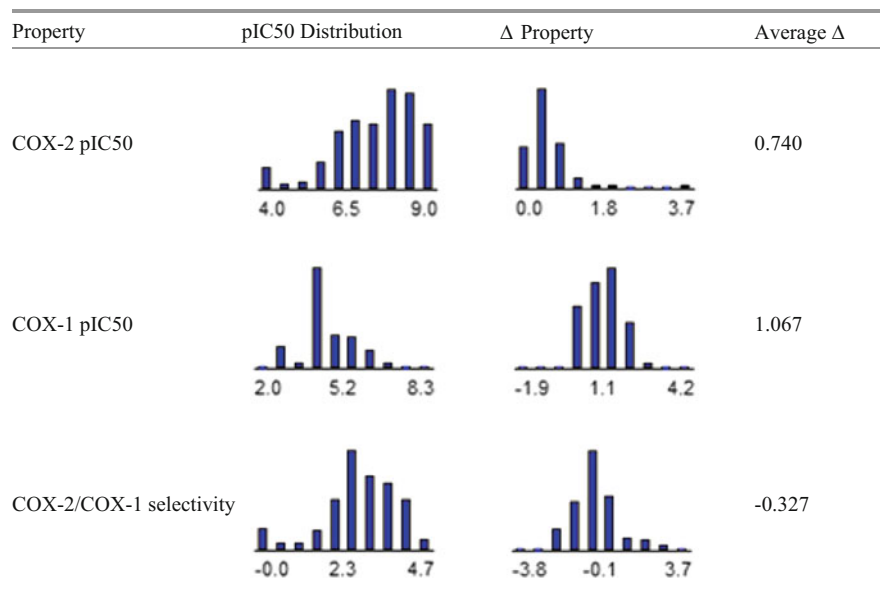 Property pIC50 Distribution Δ Property Average Δ
COX-2 pIC50 0.740
4.0 6.5 9.0 0.0 1.8 3.7
COX-1 pIC50 1.067
2.0 5.2 8.3 -1.9 1.1 4.2
COX-2/COX-1 selectivity -0.327
-0.0 2.3 4.7 -3.8 -0.1 3.7